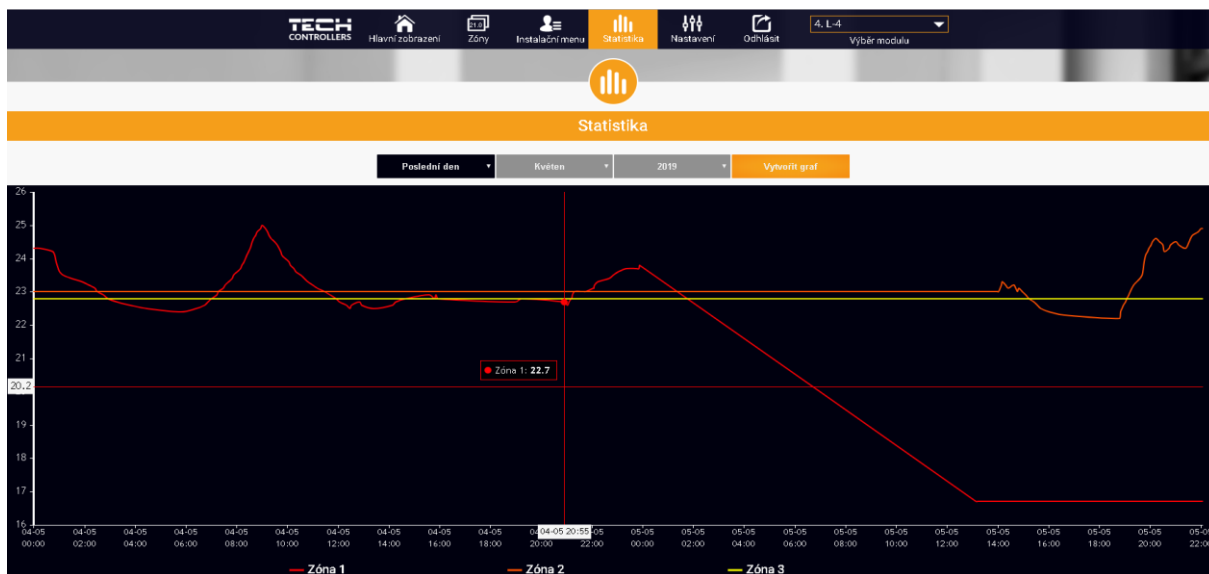 TECH
CONTROLLERS
Hlavní zobrazení
21.0
Zóny
Instalační menu
Statistika
Nastavení
Odhlásit
4. L-4
Výběr modulu
Statistika
Poslední den
Květen
2019
Vytvořit graf
26
25
24
23
22
21
20.2
19
18
17
16
Zóna 1: 22.7
04-05 04-05 04-05 04-05 04-05 04-05 04-05 04-05 04-05 04-05 04-05 20:55 05-05 05-05 05-05 05-05 05-05 05-05 05-05 05-05 05-05 05-05 05-05
00:00 02:00 04:00 06:00 08:00 10:00 12:00 14:00 16:00 18:00 20:00 22:00 00:00 02:00 04:00 06:00 08:00 10:00 12:00 14:00 16:00 18:00 20:00
Zóna 1 Zóna 2 Zóna 3